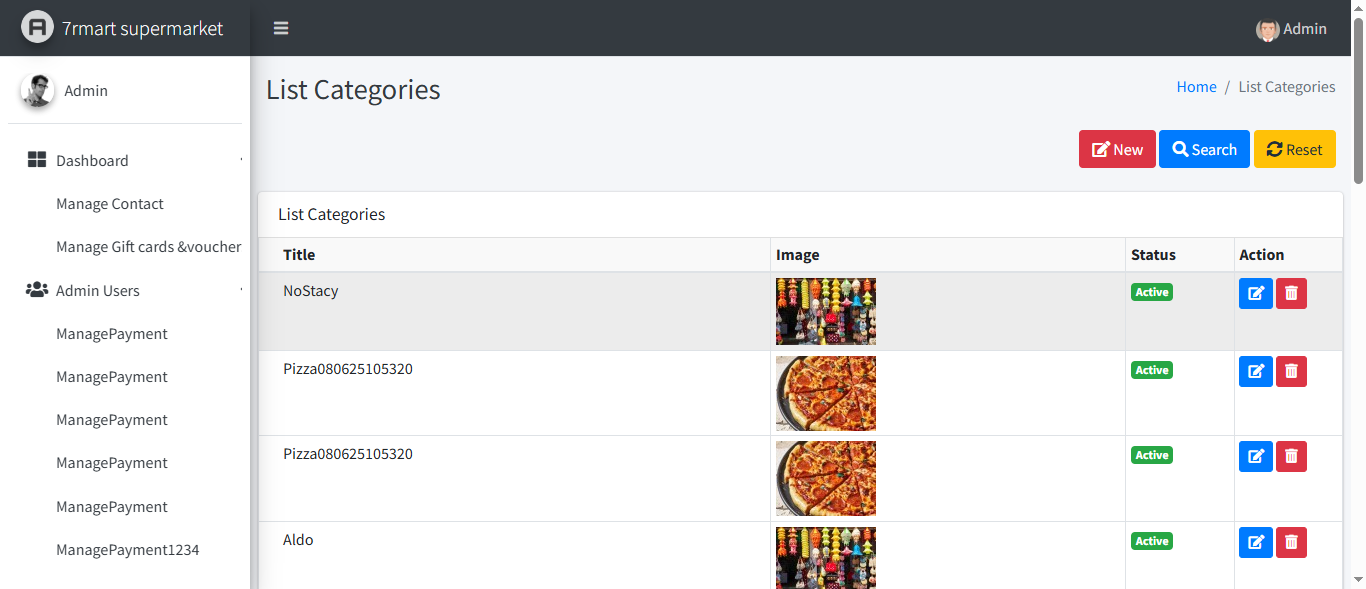 7rmart supermarket
Admin
Admin
List Categories
Home / List Categories
New Search Reset
Dashboard
Manage Contact
Manage Gift cards &voucher
Admin Users
ManagePayment
ManagePayment
ManagePayment
ManagePayment
ManagePayment
ManagePayment1234
List Categories
Title Image Status Action
NoStacy Active
Pizza080625105320 Active
Pizza080625105320 Active
Aldo Active